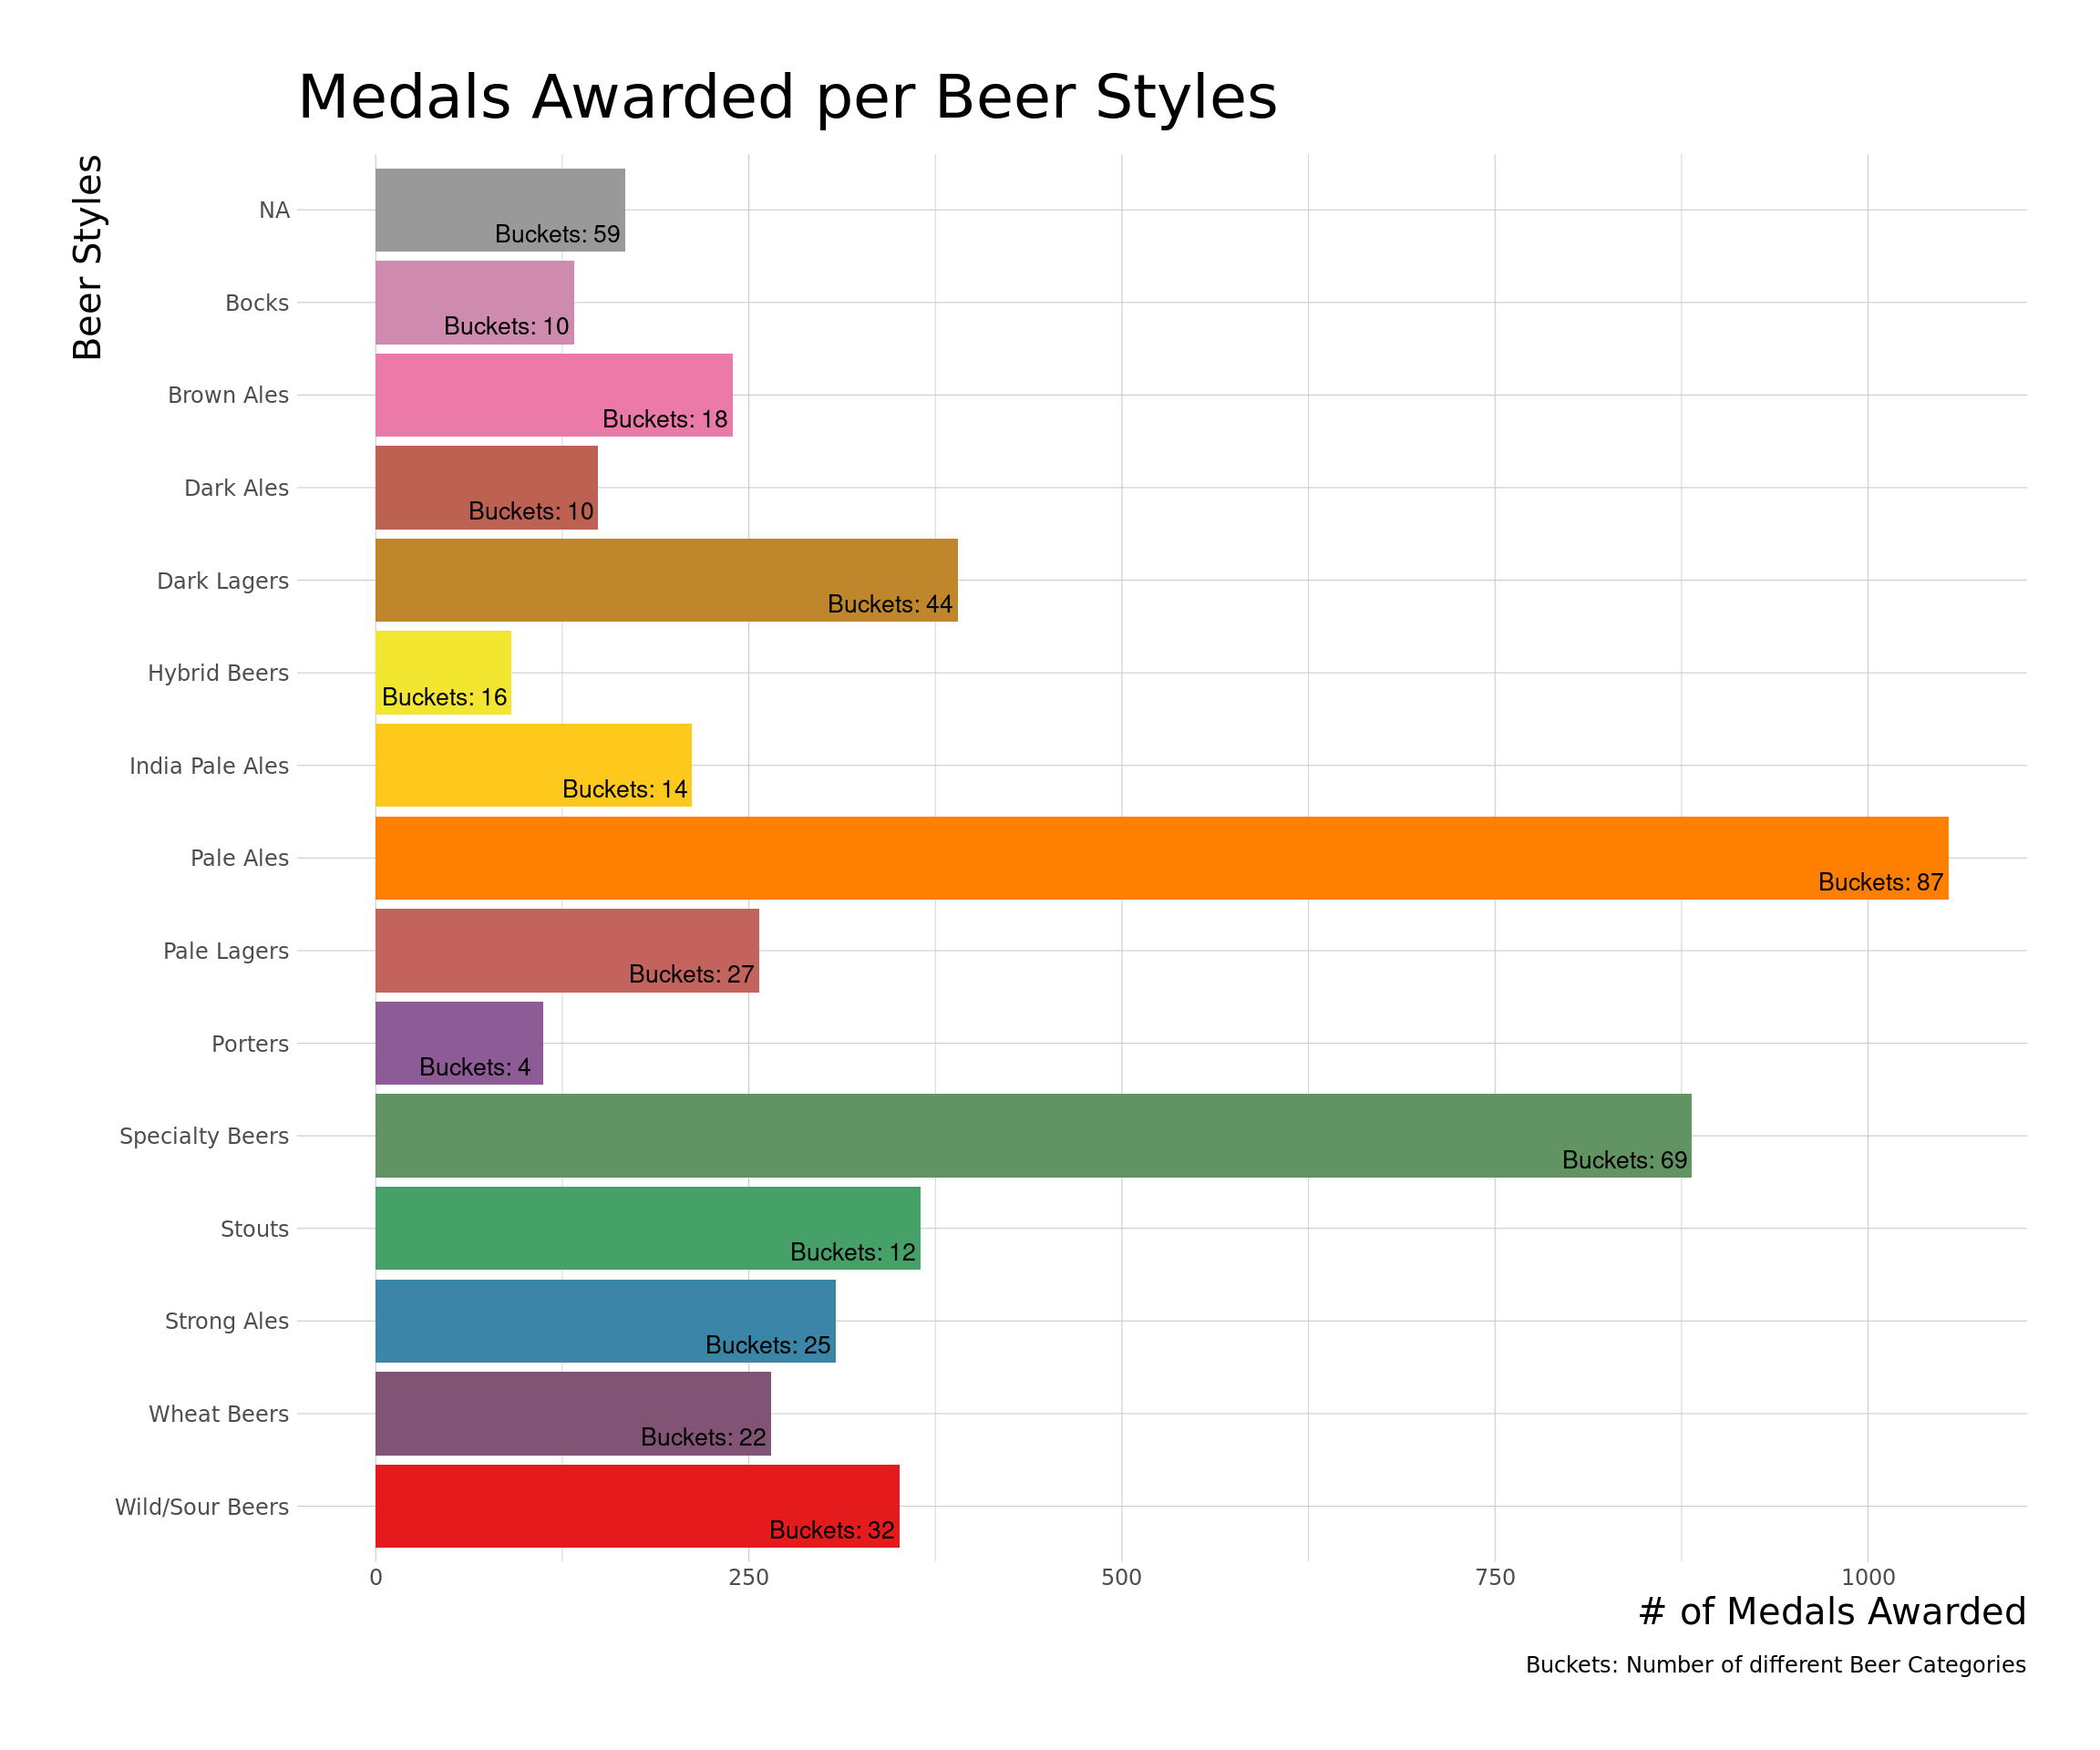 Medals Awarded per Beer Styles
Beer Styles
NA
Buckets: 59
Bocks
Buckets: 10
Brown Ales
Buckets: 18
Dark Ales
Buckets: 10
Dark Lagers
Buckets: 44
Hybrid Beers
Buckets: 16
India Pale Ales
Buckets: 14
Pale Ales
Buckets: 87
Pale Lagers
Buckets: 27
Porters
Buckets: 4
Specialty Beers
Buckets: 69
Stouts
Buckets: 12
Strong Ales
Buckets: 25
Wheat Beers
Buckets: 22
Wild/Sour Beers
Buckets: 32
0 250 500 750 1000
# of Medals Awarded
Buckets: Number of different Beer Categories